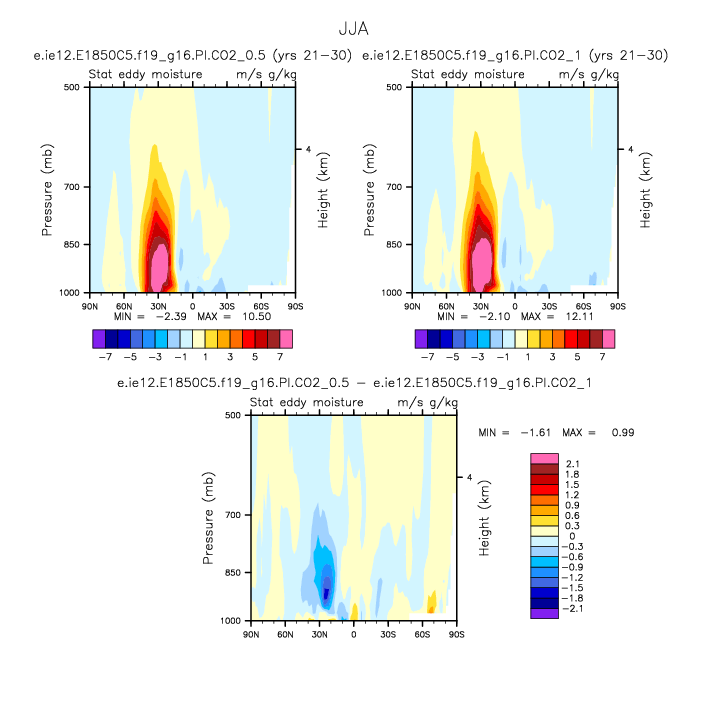 JJA
e.ie12.E1850C5.f19_g16.PI.CO2_0.5 (yrs 21-30) e.ie12.E1850C5.f19_g16.PI.CO2_1 (yrs 21-30)
Stat eddy moisture m/s g/kg Stat eddy moisture m/s g/kg
500 500
4 4
700 700
850 850
1000 1000
Pressure (mb) Height (km) Pressure (mb) Height (km)
90N 60N 30N 0 30S 60S 90S 90N 60N 30N 0 30S 60S 90S
MIN = -2.39 MAX = 10.50 MIN = -2.10 MAX = 12.11
-7 -5 -3 -1 1 3 5 7 -7 -5 -3 -1 1 3 5 7
e.ie12.E1850C5.f19_g16.PI.CO2_0.5 - e.ie12.E1850C5.f19_g16.PI.CO2_1
Stat eddy moisture m/s g/kg
500
MIN = -1.61 MAX = 0.99
4
700
850
1000
Pressure (mb) Height (km)
2.1
1.8
1.5
1.2
0.9
0.6
0.3
0
-0.3
-0.6
-0.9
-1.2
-1.5
-1.8
-2.1
90N 60N 30N 0 30S 60S 90S